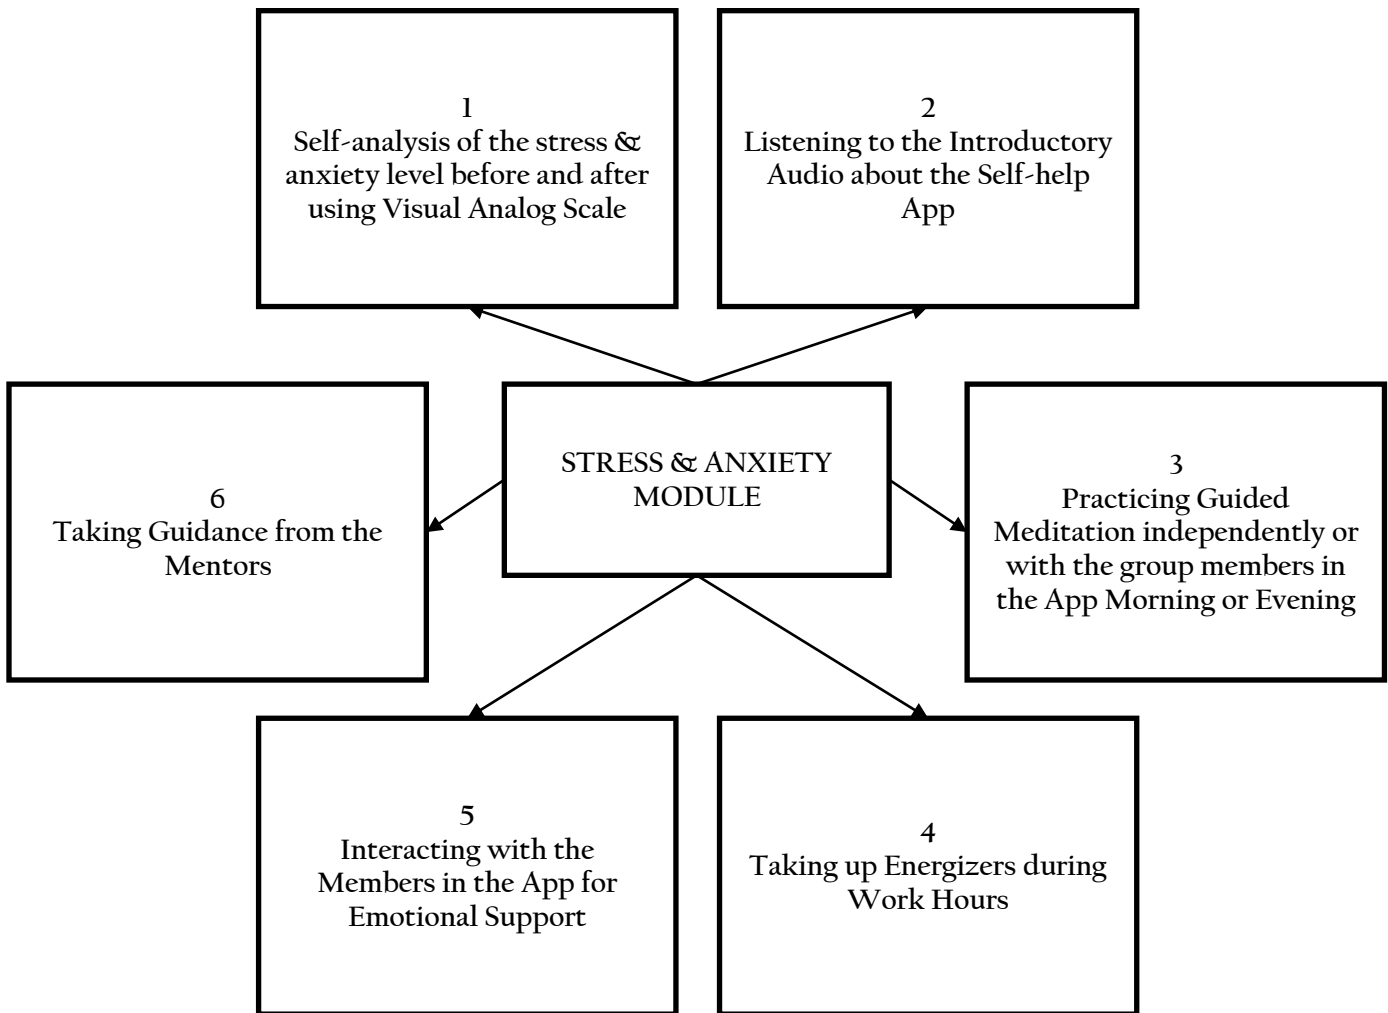 1
Self-analysis of the stress &
anxiety level before and after
using Visual Analog Scale
2
Listening to the Introductory
Audio about the Self-help
App
STRESS & ANXIETY
MODULE
3
Practicing Guided
Meditation independently or
with the group members in
the App Morning or Evening
6
Taking Guidance from the
Mentors
5
Interacting with the
Members in the App for
Emotional Support
4
Taking up Energizers during
Work Hours